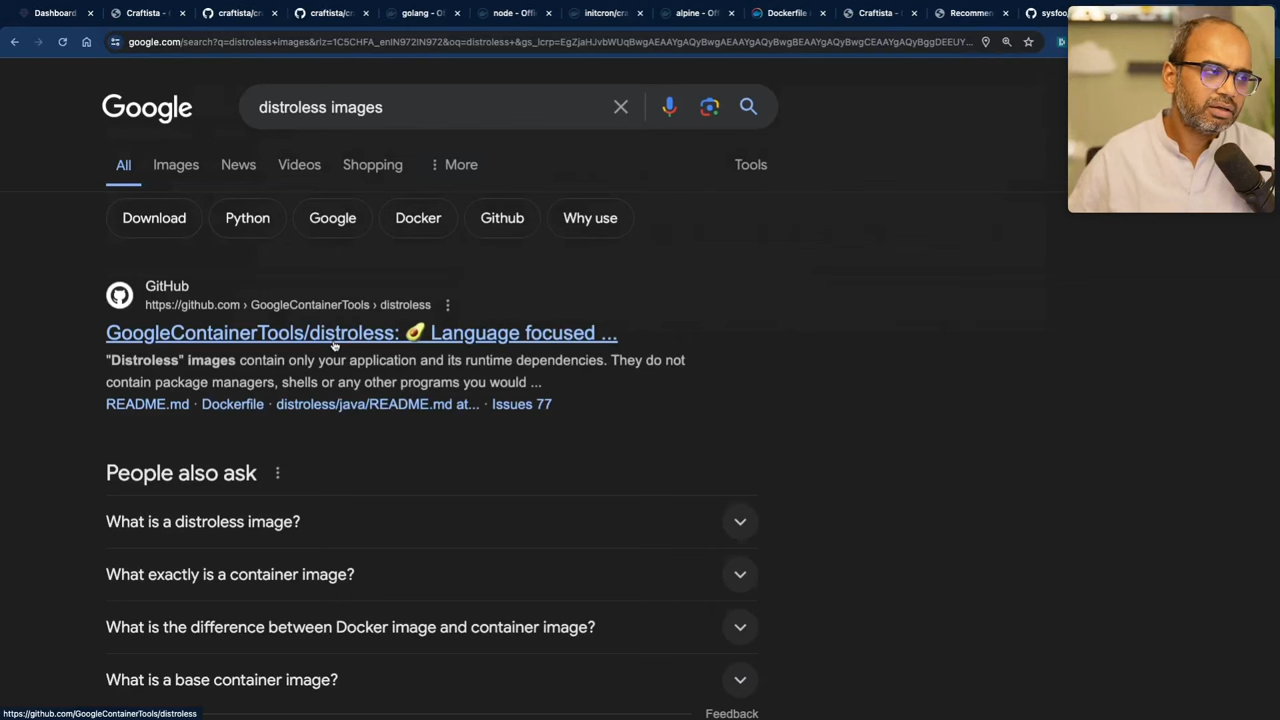 Dashboard
Craftista - G
craftista/cr
craftista/cr
golang - O
node - Offi
initcron/cra
alpine - Off
Dockerfile
Craftista -
Recommen
sysfoo
google.com/search?q=distroless+images&rlz=1C5CHFA_enIN972IN972&oq=distroless+&gs_lcrp=EgZjaHJvbWUqBwgAEAAYgAQyBwgAEAAYgAQyBwgBEAAYgAQyBwgCEAAYgAQyBggDEEUY...
Google
distroless images
All
Images
News
Videos
Shopping
More
Tools
Download
Python
Google
Docker
Github
Why use
GitHub
https://github.com › GoogleContainerTools › distroless
GoogleContainerTools/distroless: 🥑 Language focused ...
"Distroless" images contain only your application and its runtime dependencies. They do not
contain package managers, shells or any other programs you would ...
README.md · Dockerfile · distroless/java/README.md at... · Issues 77
People also ask
What is a distroless image?
What exactly is a container image?
What is the difference between Docker image and container image?
What is a base container image?
https://github.com/GoogleContainerTools/distroless
Feedback